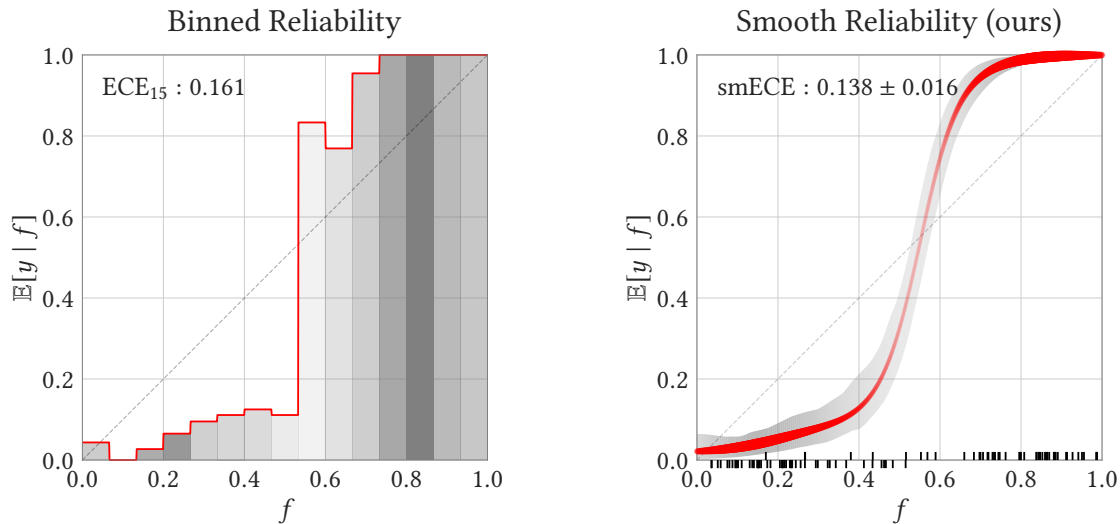 Binned Reliability
ECE₁₅ : 0.161
𝔼[y | f]
1.0
0.8
0.6
0.4
0.2
0.0
0.0 0.2 0.4 0.6 0.8 1.0
f
Smooth Reliability (ours)
smECE : 0.138 ± 0.016
𝔼[y | f]
1.0
0.8
0.6
0.4
0.2
0.0
0.0 0.2 0.4 0.6 0.8 1.0
f